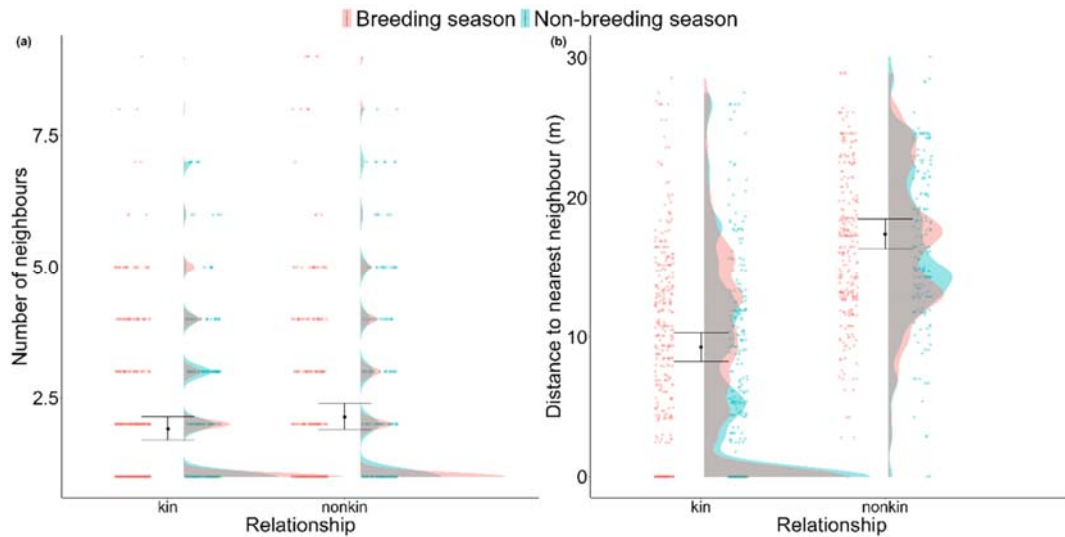 Breeding season Non-breeding season
(a)
Number of neighbours
7.5
5.0
2.5
kin nonkin
Relationship
(b)
Distance to nearest neighbour (m)
30
20
10
0
kin nonkin
Relationship